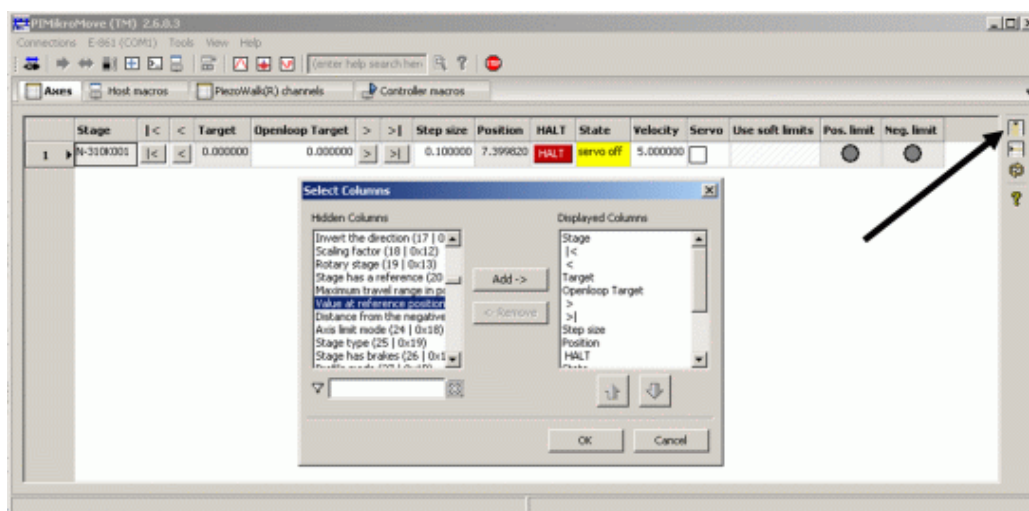 PIMikroMove (TM) 2.6.0.3
Connections E-861 (COM1) Tools View Help
(enter help search here
STOP
Axes Host macros PiezoWalk(R) channels Controller macros
Stage |< < Target Openloop Target > >| Step size Position HALT State Velocity Servo Use soft limits Pos. limit Neg. limit
1 N-310K001 |< < 0.000000 0.000000 > >| 0.100000 7.399820 HALT servo off 5.000000
Select Columns
Hidden Columns Displayed Columns
Invert the direction (17 | 0
Scaling factor (18 | 0x12)
Rotary stage (19 | 0x13)
Stage has a reference (20
Maximum travel range in po
Value at reference position
Distance from the negative
Axis limit mode (24 | 0x18)
Stage type (25 | 0x19)
Stage has brakes (26 | 0x1
Add ->
<- Remove
Stage
|<
<
Target
Openloop Target
>
>|
Step size
Position
HALT
State
OK Cancel